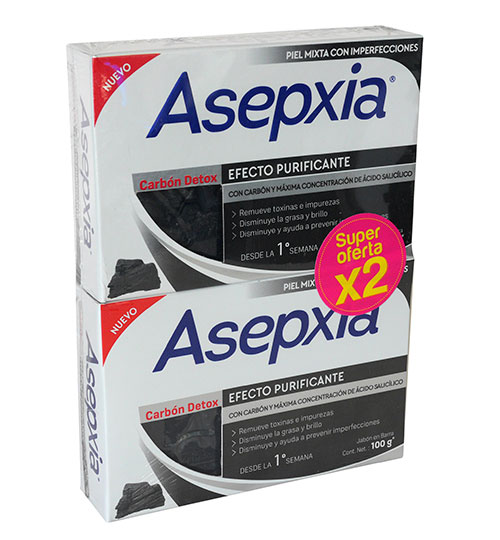 PIEL MIXTA CON IMPERFECCIONES
NUEVO
Asepxia®
Asepxia
Carbón Detox
EFECTO PURIFICANTE
CON CARBÓN Y MÁXIMA CONCENTRACIÓN DE ÁCIDO SALICÍLICO
› Remueve toxinas e impurezas
› Disminuye la grasa y brillo
› Disminuye y ayuda a prevenir
DESDE LA 1° SEMANA
Super
oferta
x2
PIEL MIXTA
NUEVO
Asepxia
Asepxia
Carbón Detox
EFECTO PURIFICANTE
CON CARBÓN Y MÁXIMA CONCENTRACIÓN DE ÁCIDO SALICÍLICO
› Remueve toxinas e impurezas
› Disminuye la grasa y brillo
› Disminuye y ayuda a prevenir imperfecciones
DESDE LA 1° SEMANA
Jabón en Barra
Cont. Net. 100 g